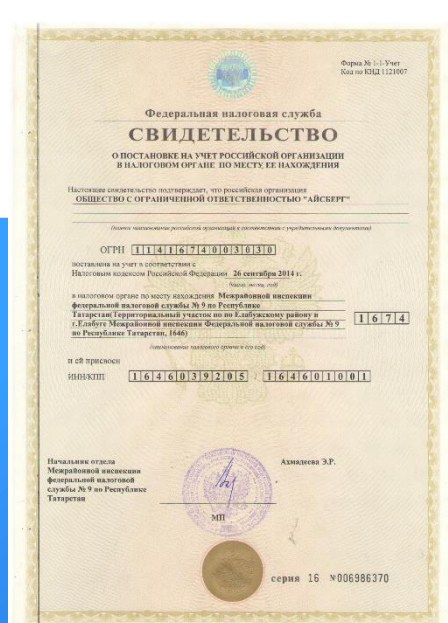 Форма № 1-1-Учет
Код по КНД 1121007
Федеральная налоговая служба
СВИДЕТЕЛЬСТВО
О ПОСТАНОВКЕ НА УЧЕТ РОССИЙСКОЙ ОРГАНИЗАЦИИ
В НАЛОГОВОМ ОРГАНЕ ПО МЕСТУ ЕЕ НАХОЖДЕНИЯ
Настоящее свидетельство подтверждает, что российская организация
ОБЩЕСТВО С ОГРАНИЧЕННОЙ ОТВЕТСТВЕННОСТЬЮ "АЙСБЕРГ"
(полное наименование российской организации в соответствии с учредительными документами)
ОГРН 1141674003030
поставлена на учет в соответствии с
Налоговым кодексом Российской Федерации 26 сентября 2014 г.
(число, месяц, год)
в налоговом органе по месту нахождения Межрайонной инспекции
федеральной налоговой службы № 9 по Республике
Татарстан(Территориальный участок по по Елабужскому району и
г.Елабуге Межрайонной инспекции Федеральной налоговой службы № 9
по Республике Татарстан, 1646)
1674
(наименование налогового органа и его код)
и ей присвоен
ИНН/КПП 1646039205 / 164601001
Начальник отдела
Межрайонной инспекции
федеральной налоговой
службы № 9 по Республике
Татарстан
Ахмадеева Э.Р.
МП
серия 16 №006986370